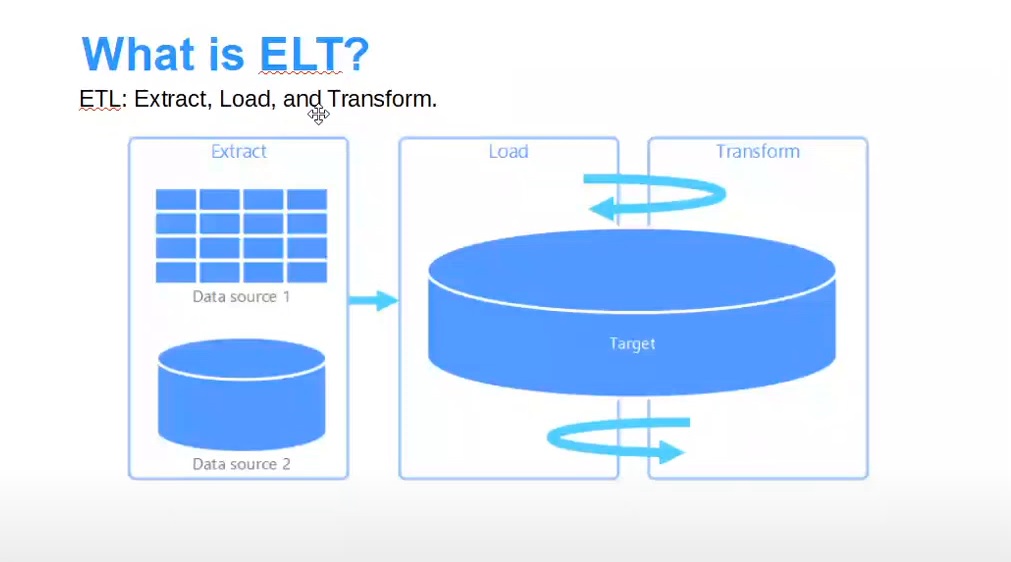 What is ELT?
ETL: Extract, Load, and Transform.
Extract
Load
Transform
Data source 1
Target
Data source 2